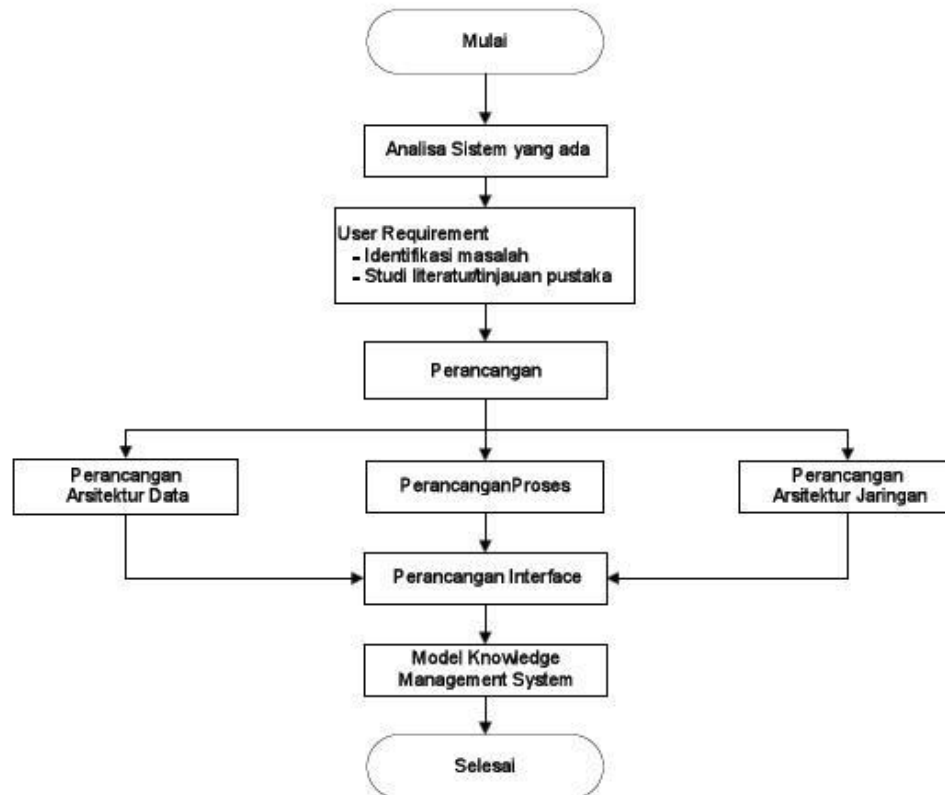 Mulai
Analisa Sistem yang ada
User Requirement
- Identifikasi masalah
- Studi literatur/tinjauan pustaka
Perancangan
Perancangan
Arsitektur Data
PerancanganProses
Perancangan
Arsitektur Jaringan
Perancangan Interface
Model Knowledge
Management System
Selesai